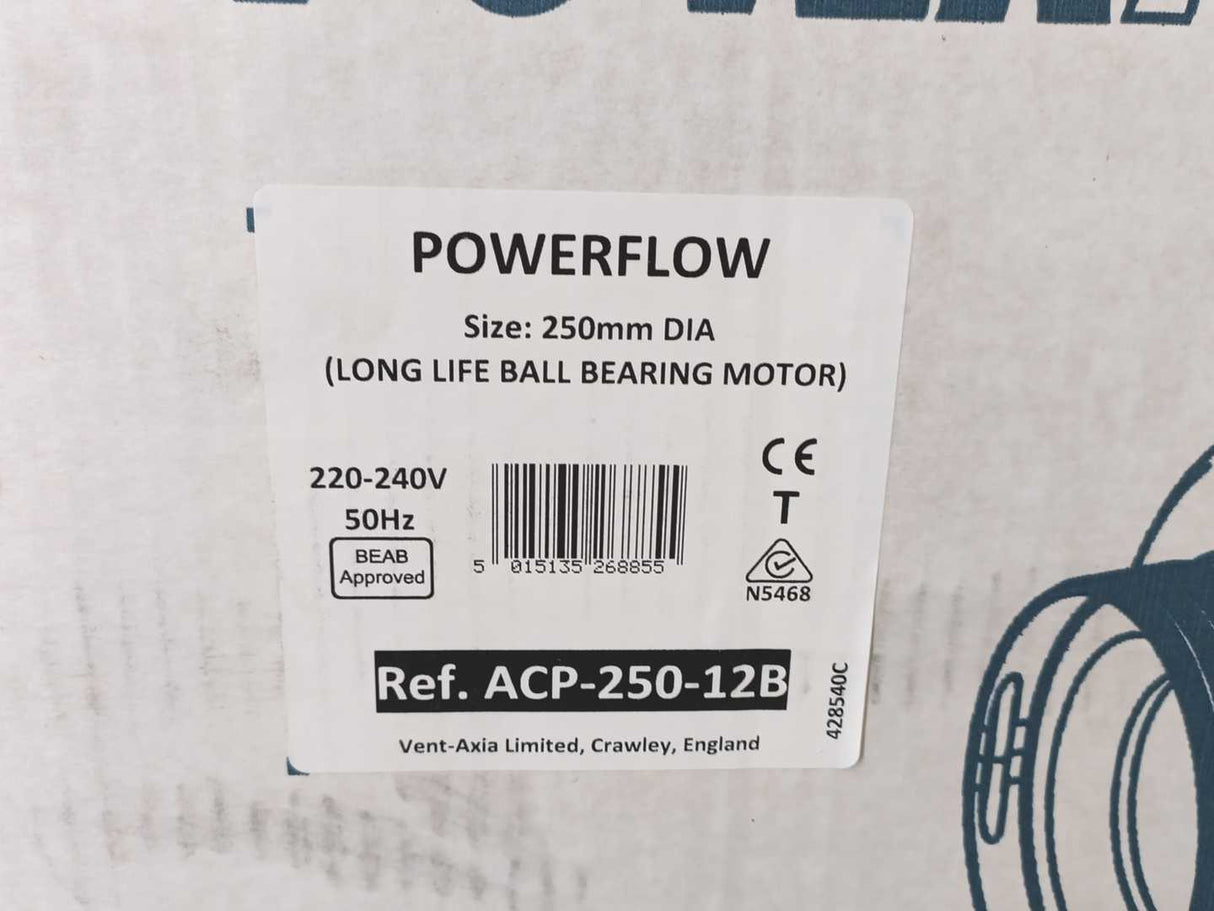 POWERFLOW
Size: 250mm DIA
(LONG LIFE BALL BEARING MOTOR)
220-240V
50Hz
BEAB
Approved
5 015135 268855
CE
T
N5468
Ref. ACP-250-12B
428540C
Vent-Axia Limited, Crawley, England